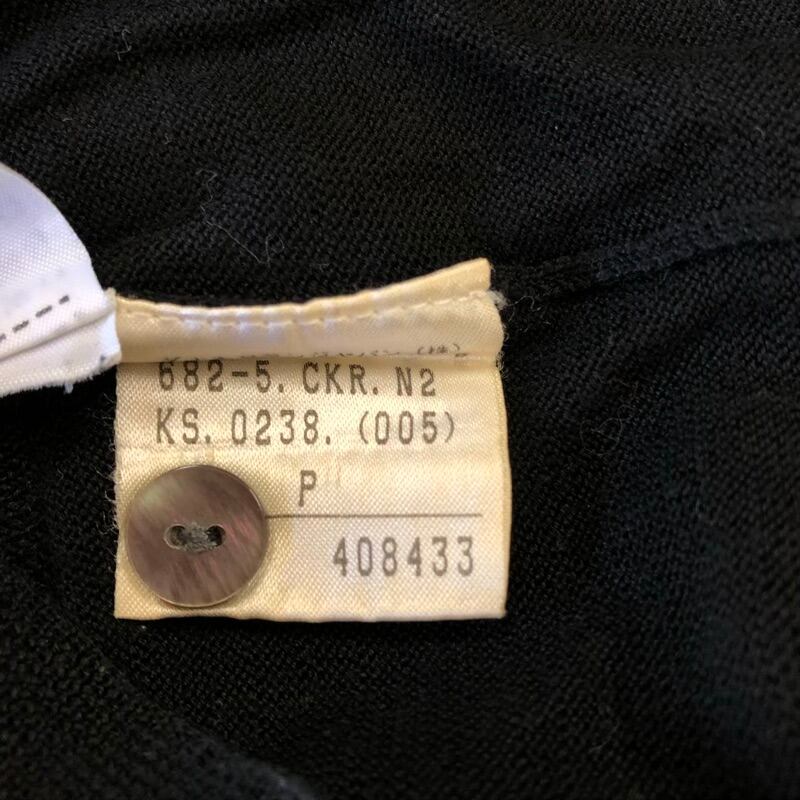 682-5. CKR. N2
KS. 0238. (005)
P
408433